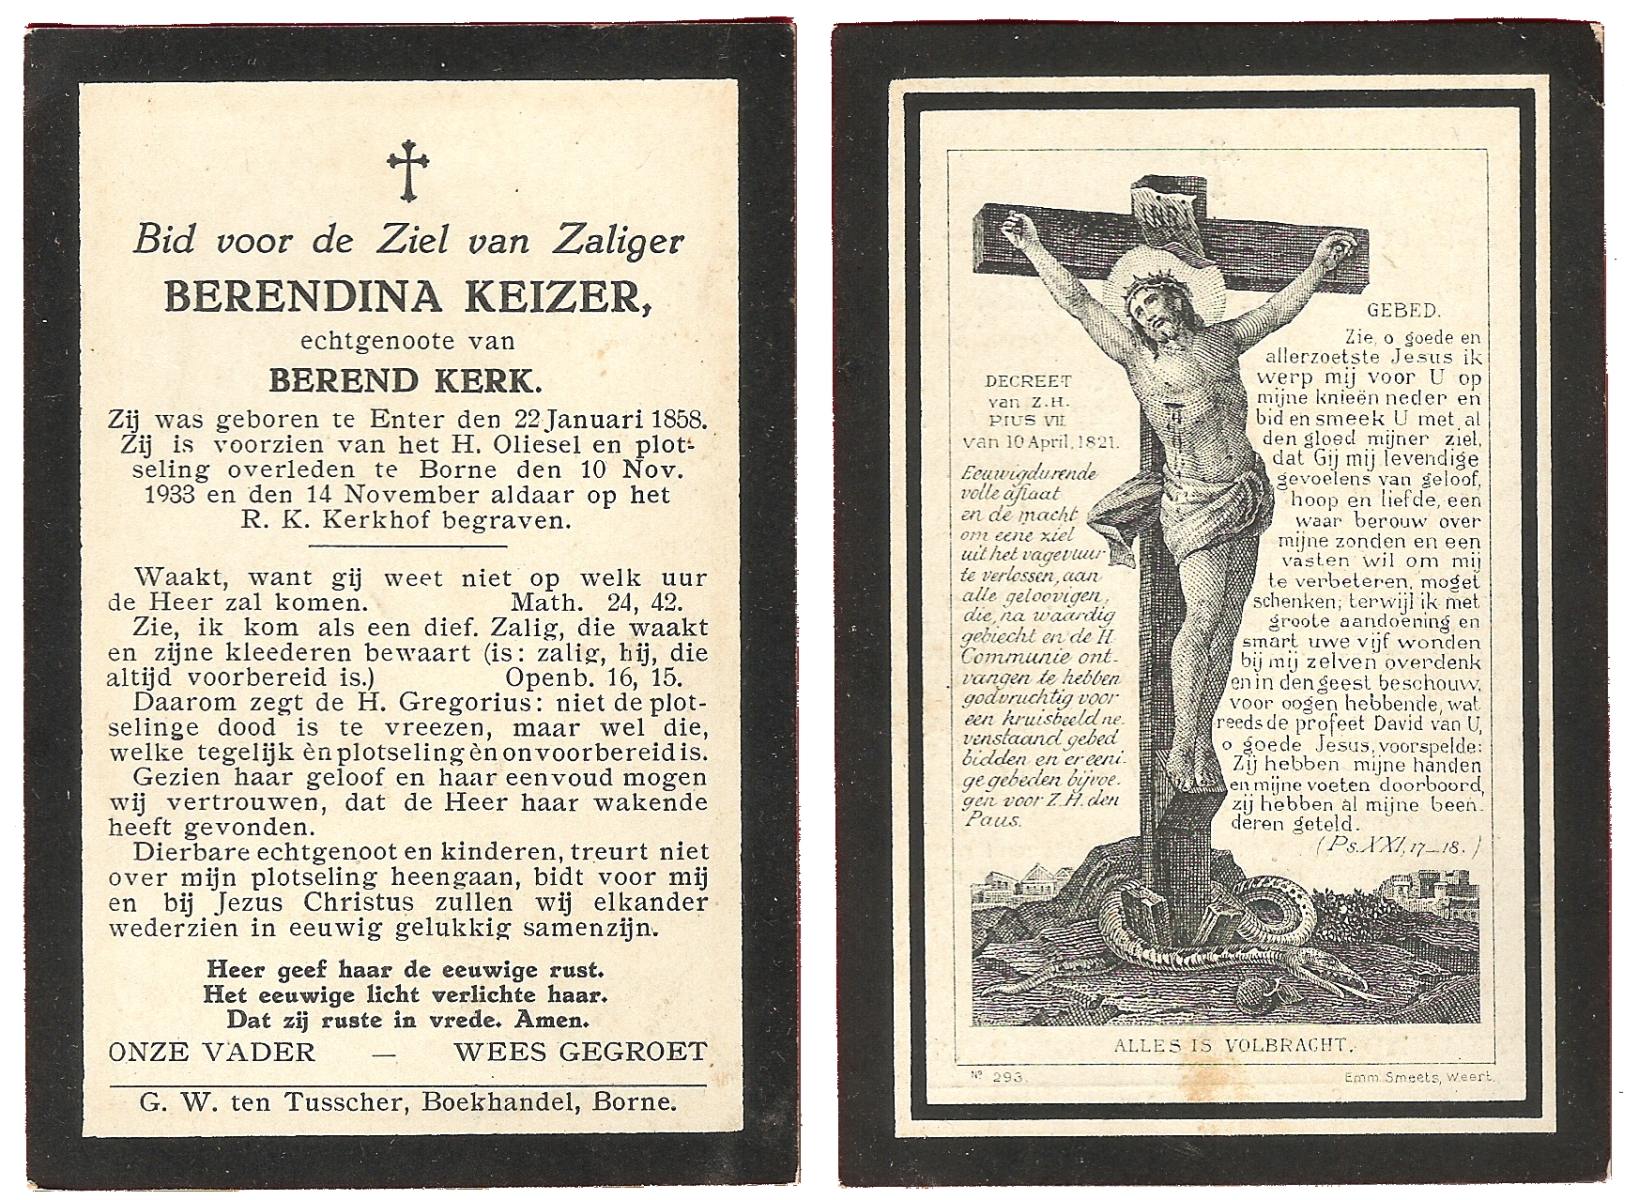 Bid voor de Ziel van Zaliger
BERENDINA KEIZER,
echtgenoote van
BEREND KERK.
Zij was geboren te Enter den 22 Januari 1858.
Zij is voorzien van het H. Oliesel en plot-
seling overleden te Borne den 10 Nov.
1933 en den 14 November aldaar op het
R. K. Kerkhof begraven.
Waakt, want gij weet niet op welk uur
de Heer zal komen. Math. 24, 42.
Zie, ik kom als een dief. Zalig, die waakt
en zijne kleederen bewaart (is: zalig, hij, die
altijd voorbereid is.) Openb. 16, 15.
Daarom zegt de H. Gregorius: niet de plot-
selinge dood is te vreezen, maar wel die,
welke tegelijk èn plotseling èn onvoorbereid is.
Gezien haar geloof en haar eenvoud mogen
wij vertrouwen, dat de Heer haar wakende
heeft gevonden.
Dierbare echtgenoot en kinderen, treurt niet
over mijn plotseling heengaan, bidt voor mij
en bij Jezus Christus zullen wij elkander
wederzien in eeuwig gelukkig samenzijn.
Heer geef haar de eeuwige rust.
Het eeuwige licht verlichte haar.
Dat zij ruste in vrede. Amen.
ONZE VADER — WEES GEGROET
G. W. ten Tusscher, Boekhandel, Borne.
DECREET
van Z.H.
PIUS VII.
van 10 April, 1821.
Eeuwigdurende
volle aflaat
en de macht
om eene ziel
uit het vagevuur
te verlossen, aan
alle geloovigen,
die, na waardig
gebiecht en de H.
Communie ont-
vangen te hebben
godvruchtig voor
een kruisbeeld ne-
venstaand gebed
bidden en er eeni-
ge gebeden bijvoe-
gen voor Z.H. den
Paus.
GEBED.
Zie, o goede en
allerzoetste Jesus ik
werp mij voor U op
mijne knieën neder en
bid en smeek U met al
den gloed mijner ziel,
dat Gij mij levendige
gevoelens van geloof,
hoop en liefde, een
waar berouw over
mijne zonden en een
vasten wil om mij
te verbeteren, moget
schenken; terwijl ik met
groote aandoening en
smart uwe vijf wonden
bij mij zelven overdenk
en in den geest beschouw,
voor oogen hebbende, wat
reeds de profeet David van U,
o goede Jesus, voorspelde:
Zij hebben mijne handen
en mijne voeten doorboord,
zij hebben al mijne been-
deren geteld.
(Ps. XXI, 17-18.)
ALLES IS VOLBRACHT.
Nº 293.
Emm. Smeets, Weert.